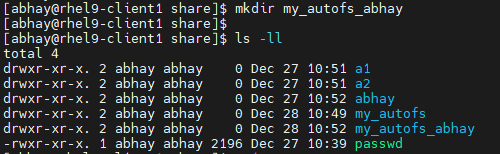 [abhay@rhel9-client1 share]$ mkdir my_autofs_abhay
[abhay@rhel9-client1 share]$
[abhay@rhel9-client1 share]$ ls -ll
total 4
drwxr-xr-x. 2 abhay abhay    0 Dec 27 10:51 a1
drwxr-xr-x. 2 abhay abhay    0 Dec 27 10:51 a2
drwxr-xr-x. 2 abhay abhay    0 Dec 27 10:52 abhay
drwxr-xr-x. 2 abhay abhay    0 Dec 28 10:49 my_autofs
drwxr-xr-x. 2 abhay abhay    0 Dec 28 10:52 my_autofs_abhay
-rwxr-xr-x. 1 abhay abhay 2196 Dec 27 10:39 passwd